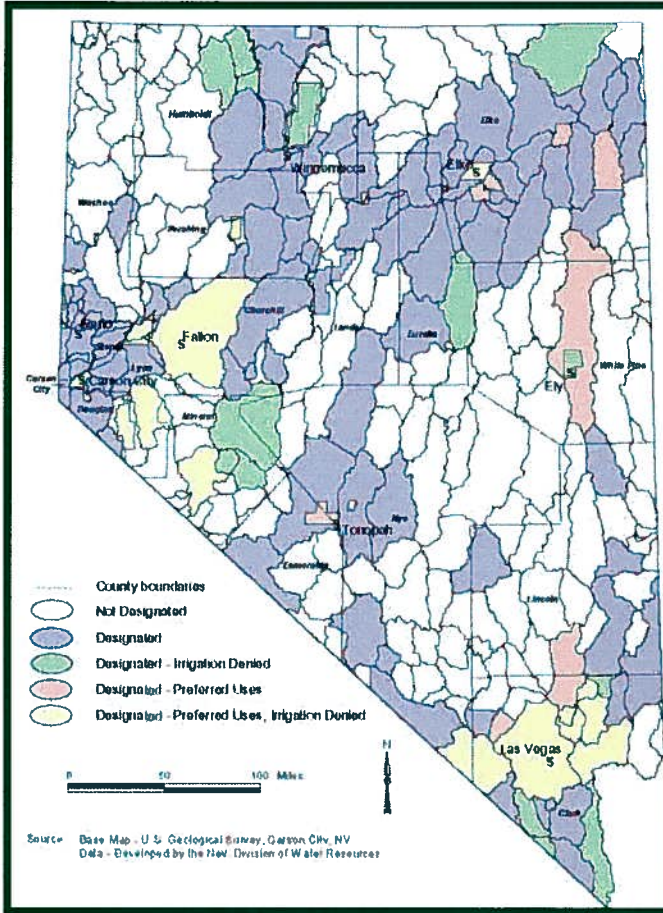 Humboldt
Elko
Elko
S
Winnemucca
Washoe
Pershing
Churchill
Lander
Eureka
Fallon
S
White Pine
Ely
S
Reno
S
Storey
Lyon
Carson City
S Carson City
Douglas
Mineral
Tonopah
Nye
Esmeralda
Lincoln
Las Vegas
S
Clark
County boundaries
Not Designated
Designated
Designated - Irrigation Denied
Designated - Preferred Uses
Designated - Preferred Uses, Irrigation Denied
0 50 100 Miles
N
Source Base Map - U.S. Geological Survey, Carson City, NV
Data - Developed by the Nev. Division of Water Resources